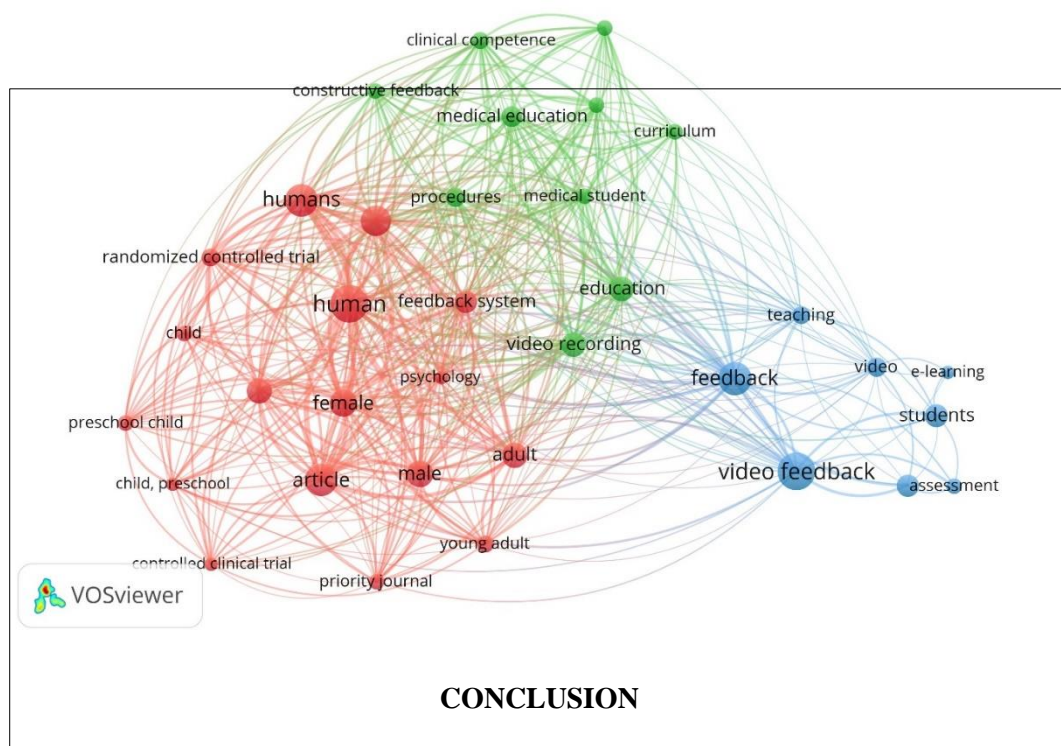 clinical competence
constructive feedback
medical education
curriculum
humans
procedures
medical student
randomized controlled trial
human
feedback system
education
teaching
child
video recording
video
e-learning
psychology
feedback
female
students
preschool child
adult
article
male
video feedback
child, preschool
assessment
young adult
controlled clinical trial
priority journal
VOSviewer
CONCLUSION